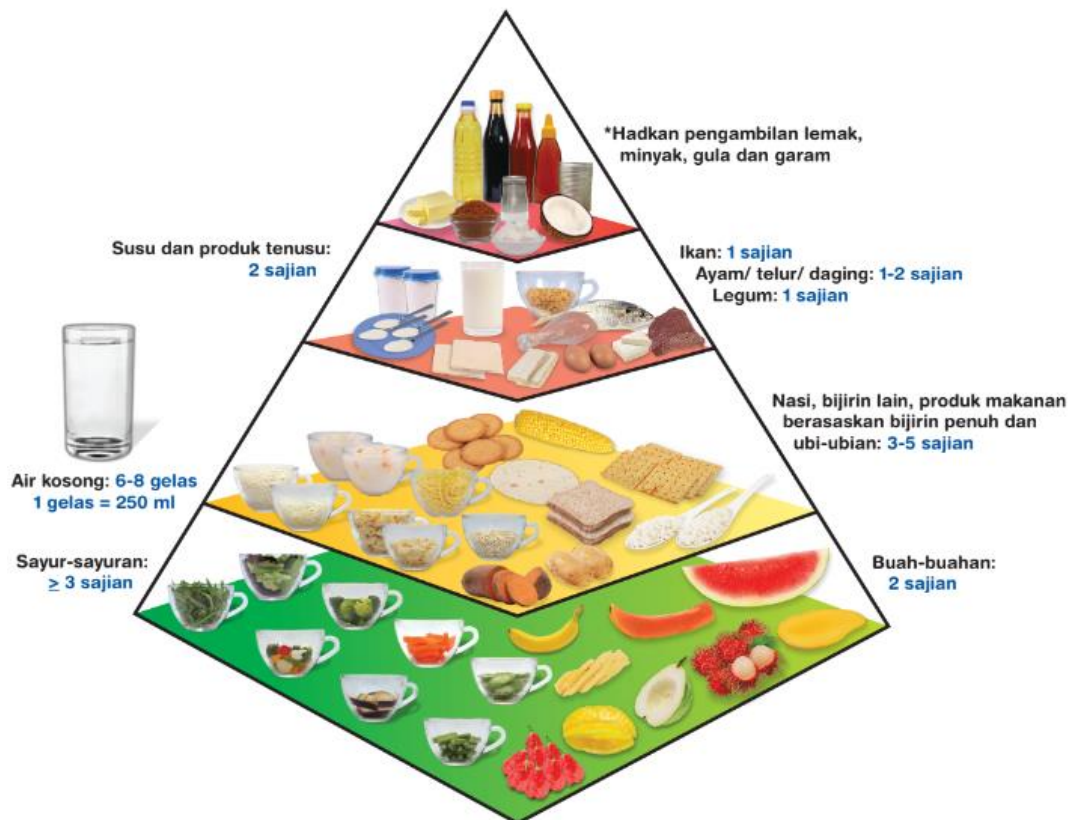 *Hadkan pengambilan lemak,
minyak, gula dan garam
Susu dan produk tenusu:
2 sajian
Ikan: 1 sajian
Ayam/ telur/ daging: 1-2 sajian
Legum: 1 sajian
Nasi, bijirin lain, produk makanan
berasaskan bijirin penuh dan
ubi-ubian: 3-5 sajian
Air kosong: 6-8 gelas
1 gelas = 250 ml
Sayur-sayuran:
≥ 3 sajian
Buah-buahan:
2 sajian